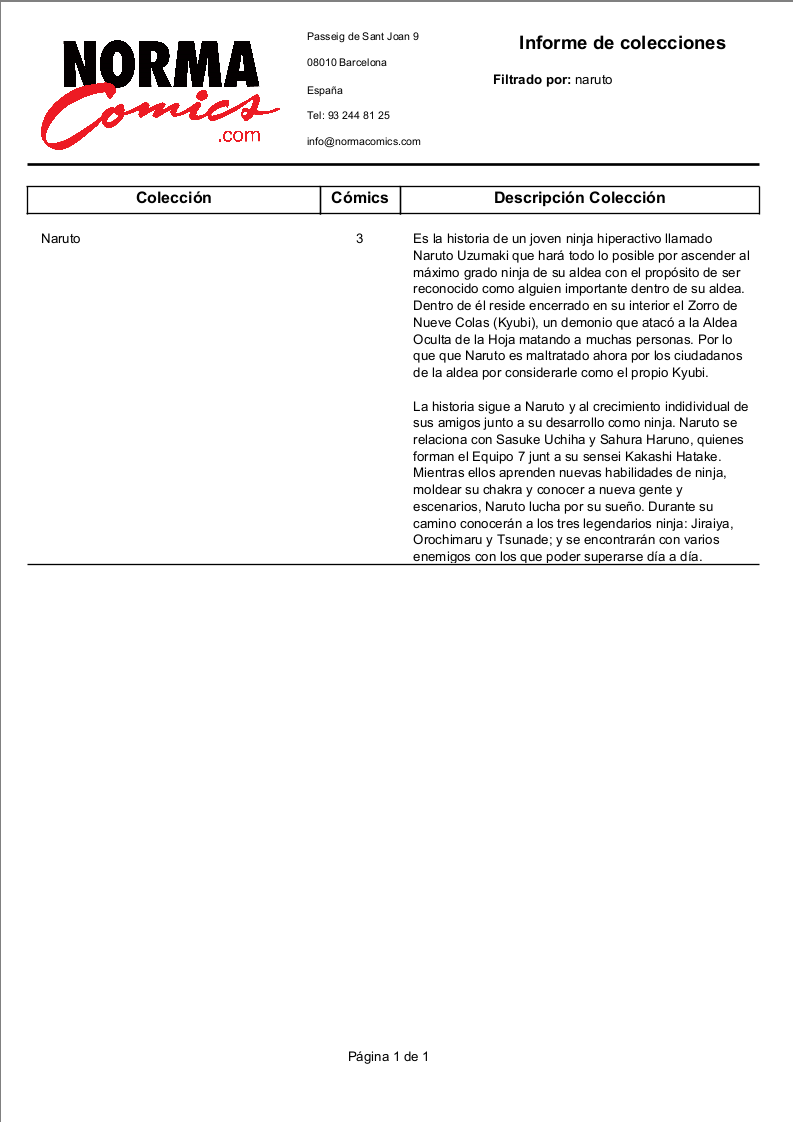 NORMA
Comics
.com
Passeig de Sant Joan 9
08010 Barcelona
España
Tel: 93 244 81 25
info@normacomics.com
Informe de colecciones
Filtrado por: naruto
Colección Cómics Descripción Colección
Naruto 3 Es la historia de un joven ninja hiperactivo llamado
Naruto Uzumaki que hará todo lo posible por ascender al
máximo grado ninja de su aldea con el propósito de ser
reconocido como alguien importante dentro de su aldea.
Dentro de él reside encerrado en su interior el Zorro de
Nueve Colas (Kyubi), un demonio que atacó a la Aldea
Oculta de la Hoja matando a muchas personas. Por lo
que que Naruto es maltratado ahora por los ciudadanos
de la aldea por considerarle como el propio Kyubi.
La historia sigue a Naruto y al crecimiento indidividual de
sus amigos junto a su desarrollo como ninja. Naruto se
relaciona con Sasuke Uchiha y Sahura Haruno, quienes
forman el Equipo 7 junt a su sensei Kakashi Hatake.
Mientras ellos aprenden nuevas habilidades de ninja,
moldear su chakra y conocer a nueva gente y
escenarios, Naruto lucha por su sueño. Durante su
camino conocerán a los tres legendarios ninja: Jiraiya,
Orochimaru y Tsunade; y se encontrarán con varios
enemigos con los que poder superarse día a día.
Página 1 de 1